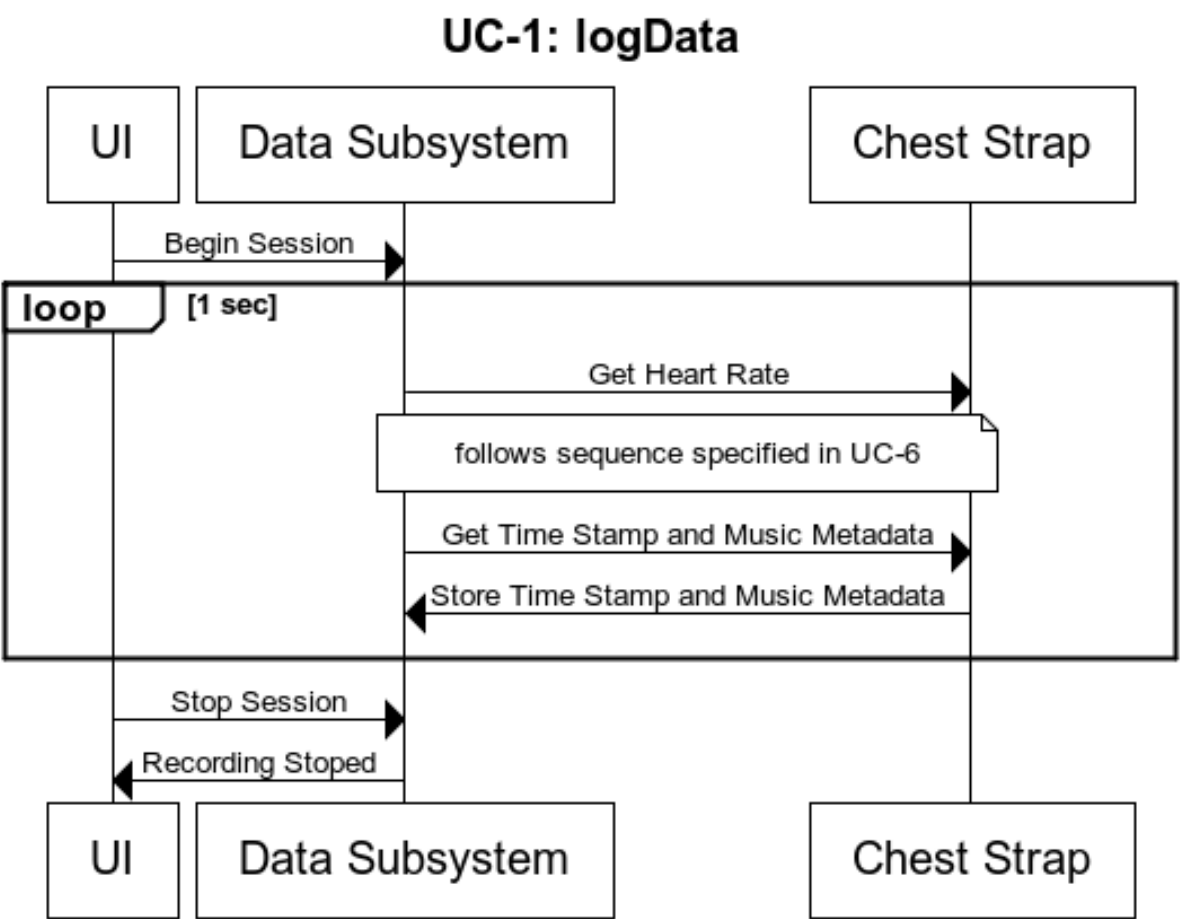 UC-1: logData
UI
Data Subsystem
Chest Strap
Begin Session
loop
[1 sec]
Get Heart Rate
follows sequence specified in UC-6
Get Time Stamp and Music Metadata
Store Time Stamp and Music Metadata
Stop Session
Recording Stoped
UI
Data Subsystem
Chest Strap